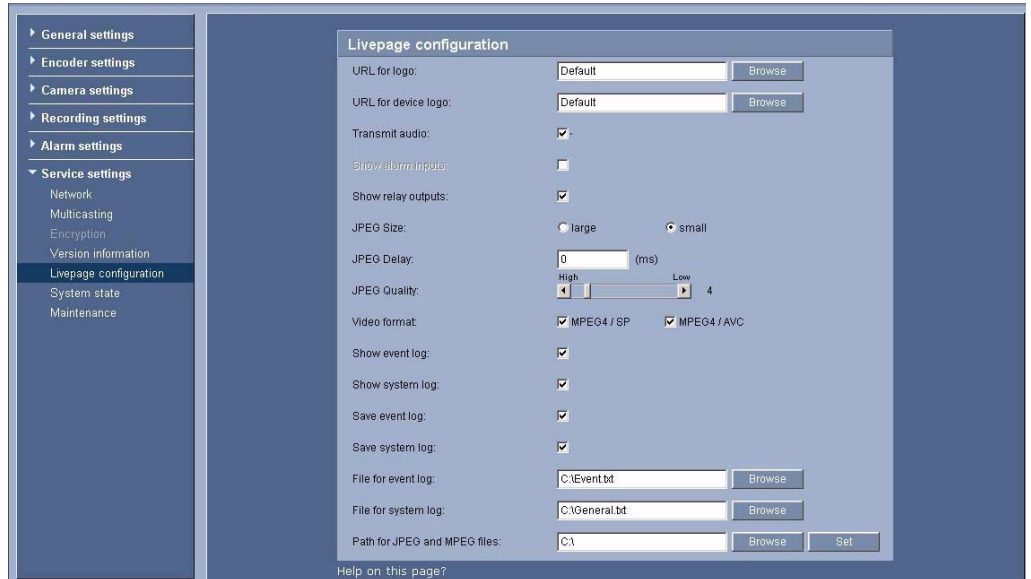 General settings
Encoder settings
Camera settings
Recording settings
Alarm settings
Service settings
Network
Multicasting
Encryption
Version information
Livepage configuration
System state
Maintenance
Livepage configuration
URL for logo: Default Browse
URL for device logo: Default Browse
Transmit audio:
Show alarm inputs:
Show relay outputs:
JPEG Size: large small
JPEG Delay: 0 (ms)
High Low
JPEG Quality: 4
Video format: MPEG4 / SP MPEG4 / AVC
Show event log:
Show system log:
Save event log:
Save system log:
File for event log: C:\Event.txt Browse
File for system log: C:\General.txt Browse
Path for JPEG and MPEG files: C:\ Browse Set
Help on this page?